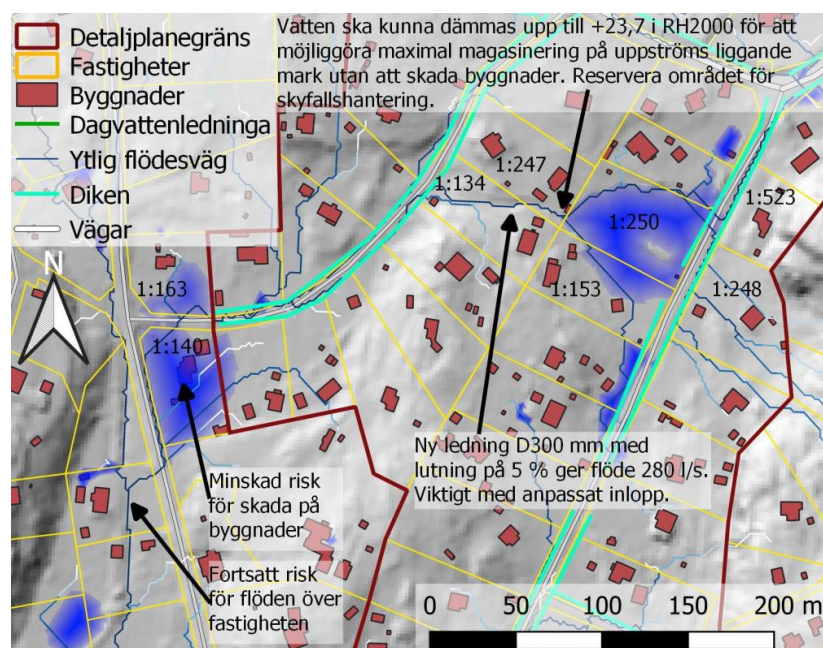 Detaljplanegräns
Fastigheter
Byggnader
Dagvattenledninga
Ytlig flödesväg
Diken
Vägar
Vatten ska kunna dämmas upp till +23,7 i RH2000 för att
möjliggöra maximal magasinering på uppströms liggande
mark utan att skada byggnader. Reservera området för
skyfallshantering.
1:247
1:134
1:250
1:523
1:153
1:248
N
1:163
1:140
Ny ledning D300 mm med
lutning på 5 % ger flöde 280 l/s.
Viktigt med anpassat inlopp.
Minskad risk
för skada på
byggnader
Fortsatt risk
för flöden över
fastigheten
0 50 100 150 200 m